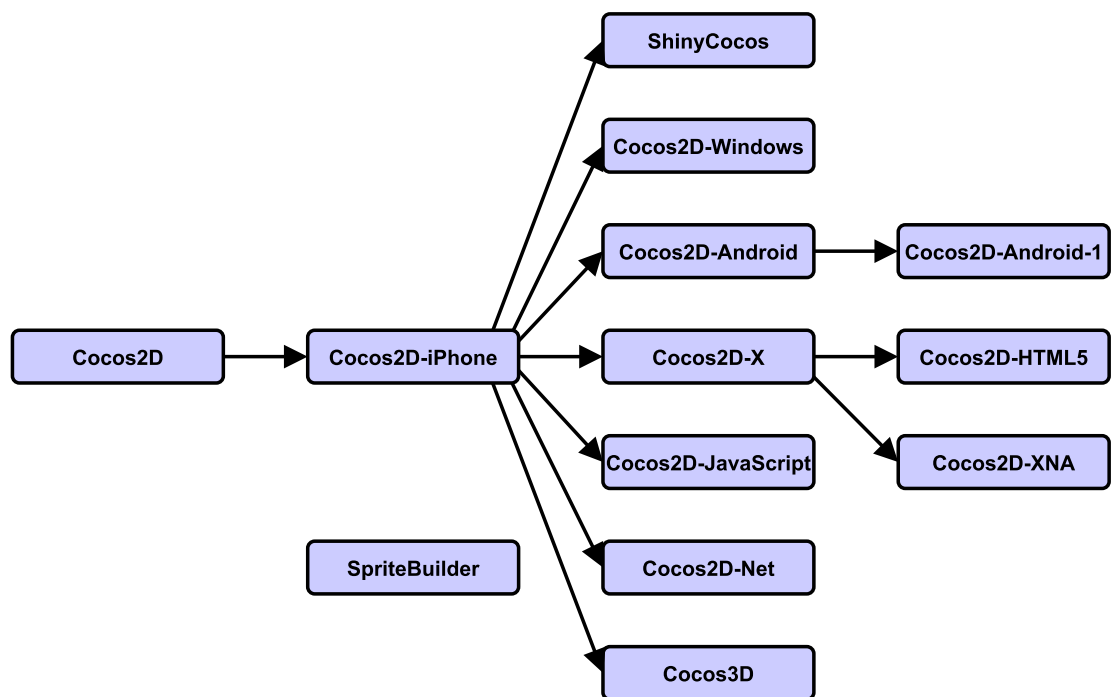 ShinyCocos
Cocos2D-Windows
Cocos2D-Android
Cocos2D-Android-1
Cocos2D
Cocos2D-iPhone
Cocos2D-X
Cocos2D-HTML5
Cocos2D-JavaScript
Cocos2D-XNA
SpriteBuilder
Cocos2D-Net
Cocos3D